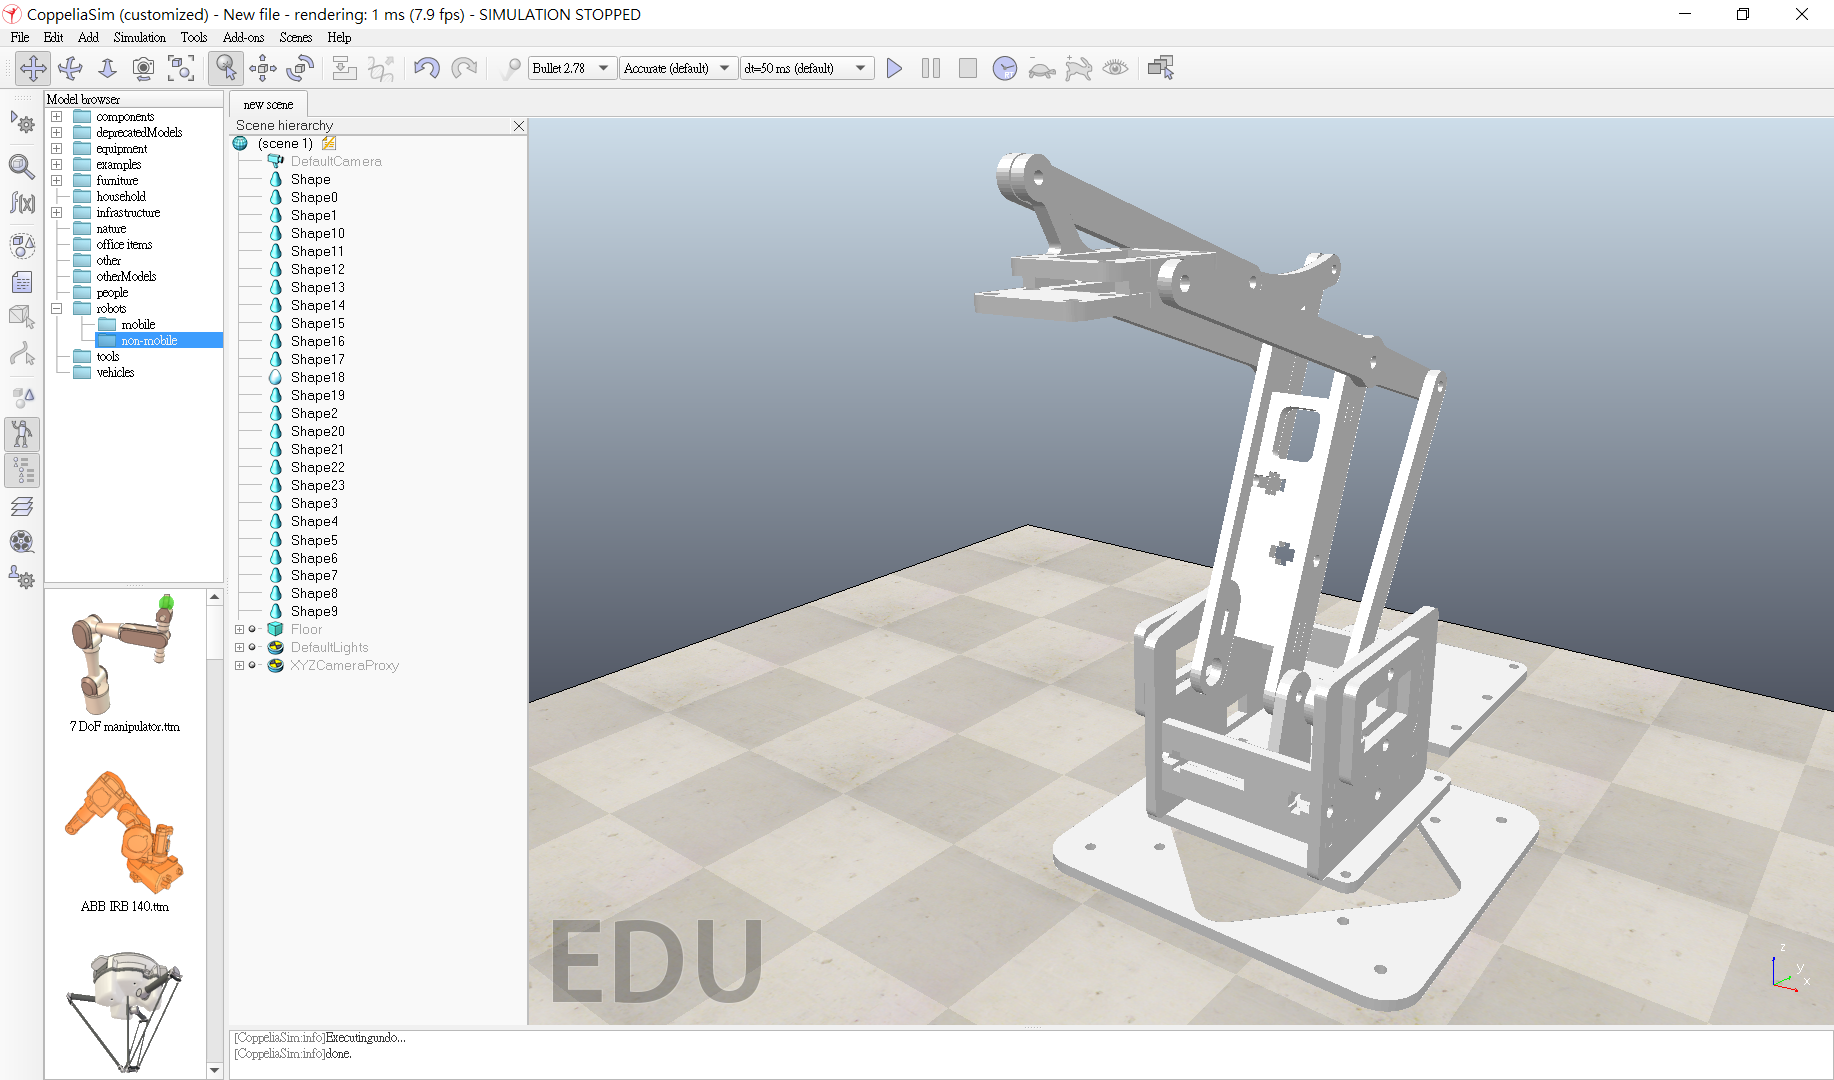 CoppeliaSim (customized) - New file - rendering: 1 ms (7.9 fps) - SIMULATION STOPPED
File Edit Add Simulation Tools Add-ons Scenes Help
Bullet 2.78 Accurate (default) dt=50 ms (default)
RT
f(x)
Model browser
components
deprecatedModels
equipment
examples
furniture
household
infrastructure
nature
office items
other
otherModels
people
robots
mobile
non-mobile
tools
vehicles
7 DoF manipulator.ttm
ABB IRB 140.ttm
new scene
Scene hierarchy
(scene 1)
DefaultCamera
Shape
Shape0
Shape1
Shape10
Shape11
Shape12
Shape13
Shape14
Shape15
Shape16
Shape17
Shape18
Shape19
Shape2
Shape20
Shape21
Shape22
Shape23
Shape3
Shape4
Shape5
Shape6
Shape7
Shape8
Shape9
Floor
DefaultLights
XYZCameraProxy
EDU
z
y
x
[CoppeliaSim:info]Executingundo...
[CoppeliaSim:info]done.